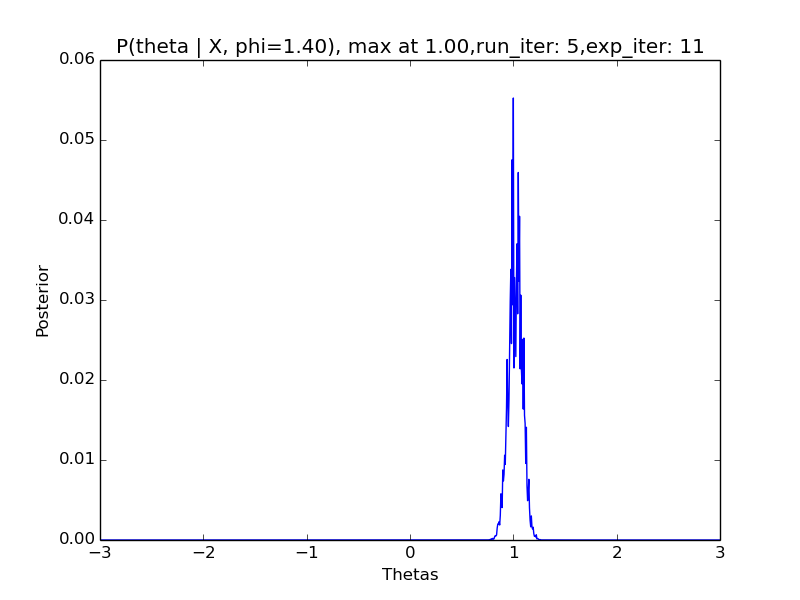 P(theta | X, phi=1.40), max at 1.00,run_iter: 5,exp_iter: 11
0.06
0.05
0.04
0.03
0.02
0.01
0.00
Posterior
−3 −2 −1 0 1 2 3
Thetas